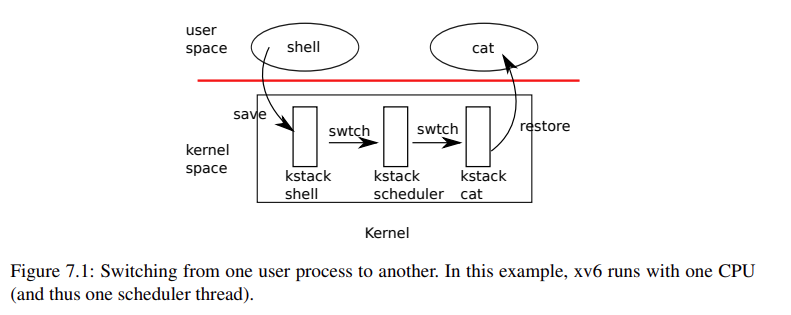 user
space
shell
cat
save
swtch
swtch
restore
kernel
space
kstack
shell
kstack
scheduler
kstack
cat
Kernel
Figure 7.1: Switching from one user process to another. In this example, xv6 runs with one CPU
(and thus one scheduler thread).